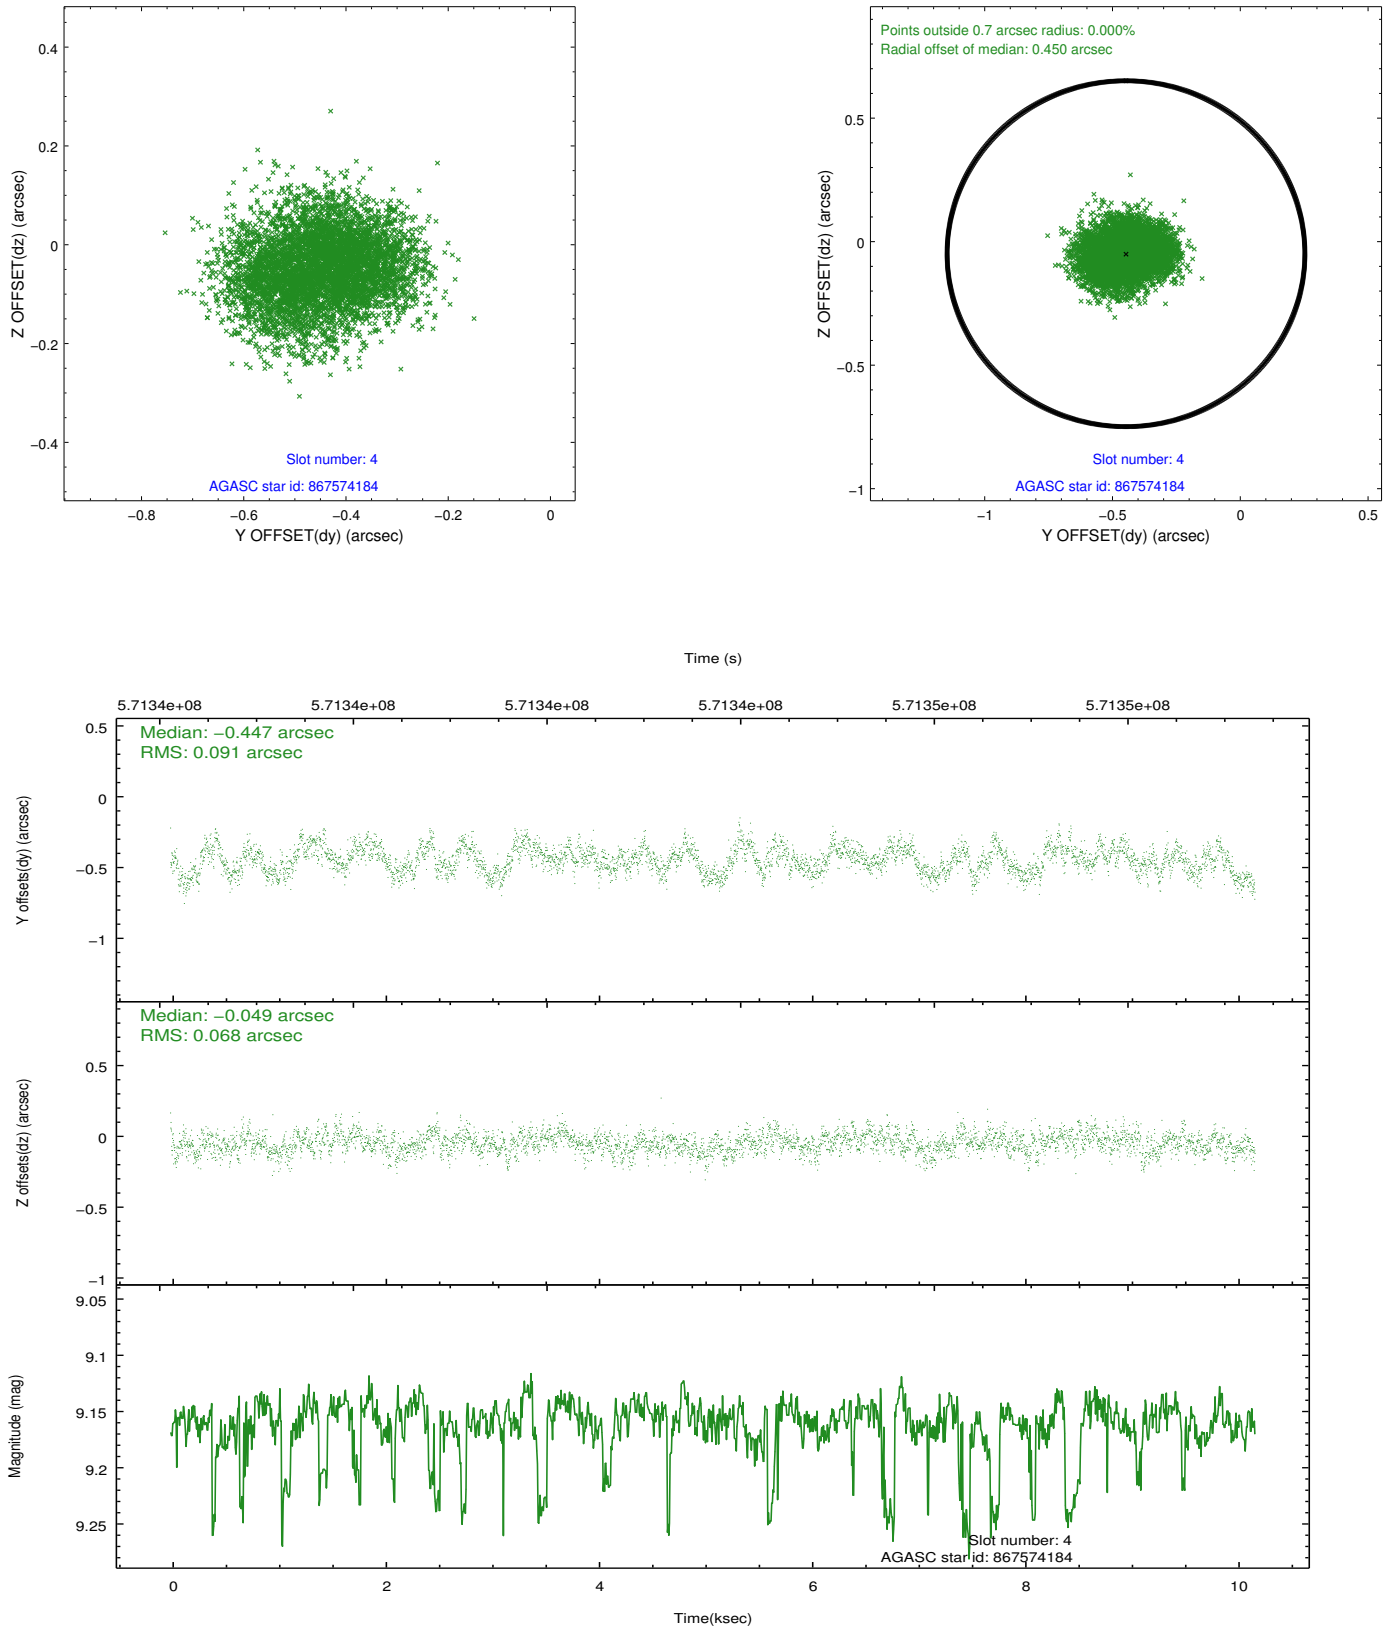 0.4
0.2
0
−0.2
−0.4
Z OFFSET(dz) (arcsec)
Slot number: 4
AGASC star id: 867574184
−0.8
−0.6
−0.4
−0.2
0
Y OFFSET(dy) (arcsec)
Points outside 0.7 arcsec radius: 0.000%
Radial offset of median: 0.450 arcsec
0.5
0
−0.5
−1
Z OFFSET(dz) (arcsec)
Slot number: 4
AGASC star id: 867574184
−1
−0.5
0
0.5
Y OFFSET(dy) (arcsec)
Time (s)
5.7134e+08
5.7134e+08
5.7134e+08
5.7134e+08
5.7135e+08
5.7135e+08
Median: −0.447 arcsec
RMS: 0.091 arcsec
0.5
0
−0.5
−1
Y offsets(dy) (arcsec)
Median: −0.049 arcsec
RMS: 0.068 arcsec
0.5
0
−0.5
−1
Z offsets(dz) (arcsec)
9.05
9.1
9.15
9.2
9.25
Magnitude (mag)
Slot number: 4
AGASC star id: 867574184
0
2
4
6
8
10
Time(ksec)